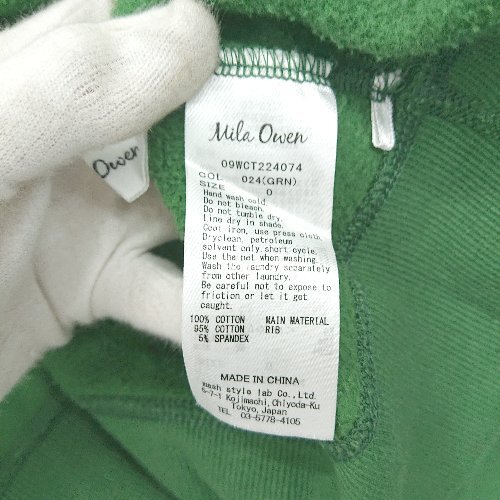 Mila Owen
Owen
09WCT224074
COL 024(GRN)
SIZE 0
Hand wash cold.
Do not bleach.
Do not tumble dry.
Line dry in shade.
Cool iron, use press cloth.
Dryclean, petroleum
solvent only,short cycle.
Use the net when washing.
Wash the laundry separately
from other laundry.
Be careful not to expose to
friction or let it get
caught.
100% COTTON MAIN MATERIAL
95% COTTON RIB
5% SPANDEX
MADE IN CHINA
mash style lab Co.,Ltd.
5-7-1 Kojimachi,Chiyoda-Ku
Tokyo,Japan
TEL 03-5778-4105